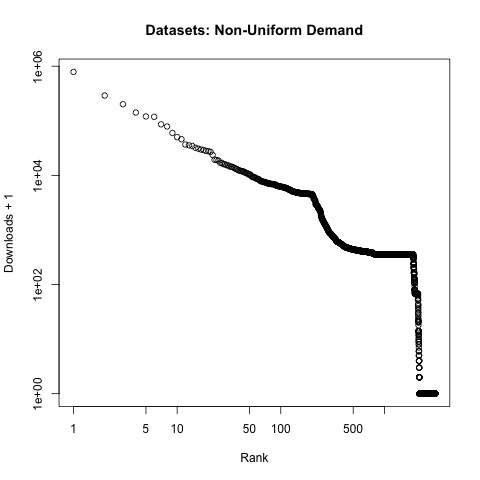 Datasets: Non-Uniform Demand
Downloads + 1
1e+06
1e+04
1e+02
1e+00
1 5 10 50 100 500
Rank